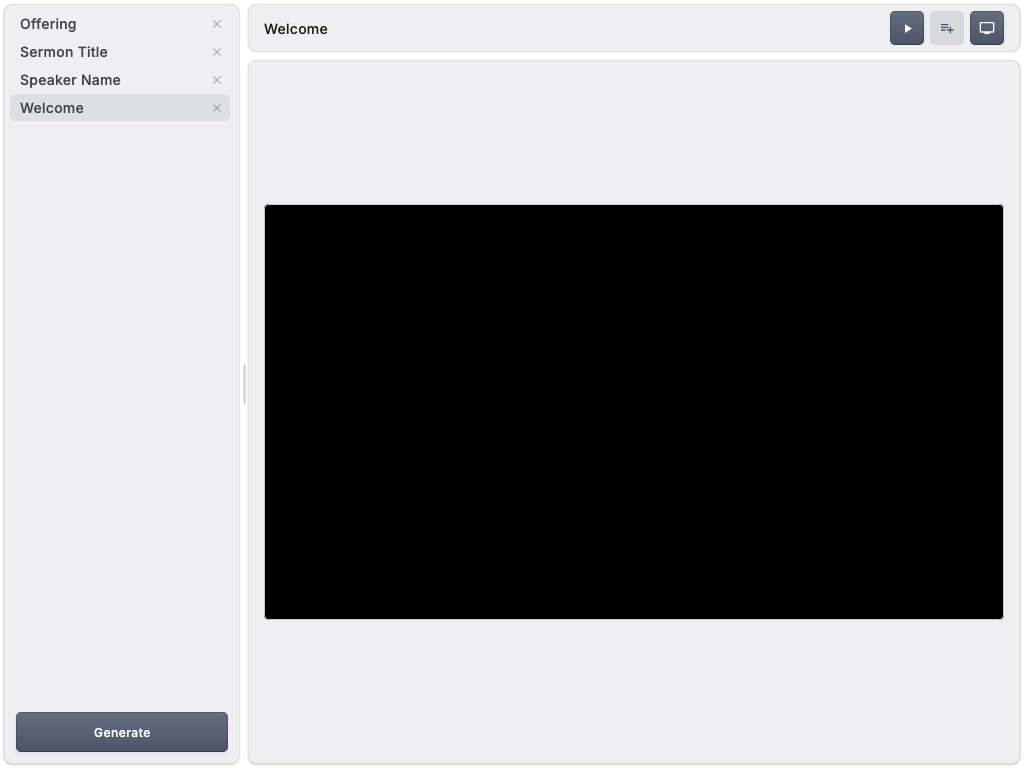 Offering
Sermon Title
Speaker Name
Welcome
Generate
Welcome